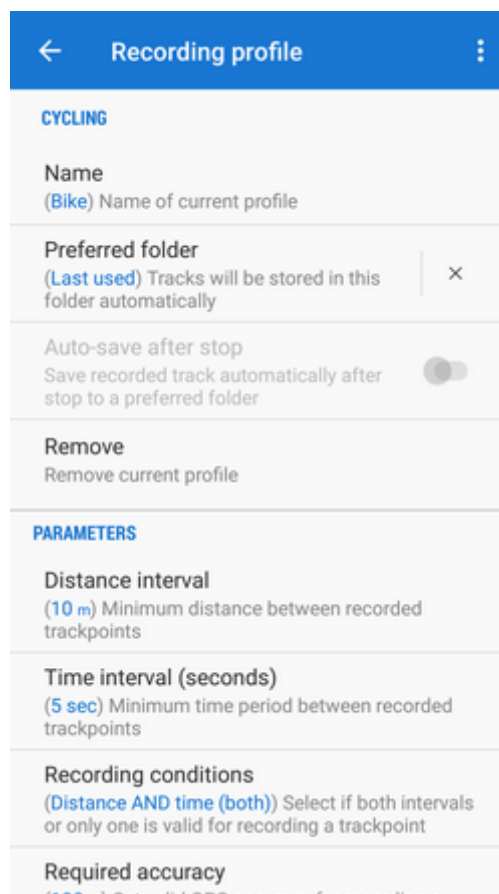 Recording profile
CYCLING
Name
(Bike) Name of current profile
Preferred folder
(Last used) Tracks will be stored in this
folder automatically
Auto-save after stop
Save recorded track automatically after
stop to a preferred folder
Remove
Remove current profile
PARAMETERS
Distance interval
(10 m) Minimum distance between recorded
trackpoints
Time interval (seconds)
(5 sec) Minimum time period between recorded
trackpoints
Recording conditions
(Distance AND time (both)) Select if both intervals
or only one is valid for recording a trackpoint
Required accuracy